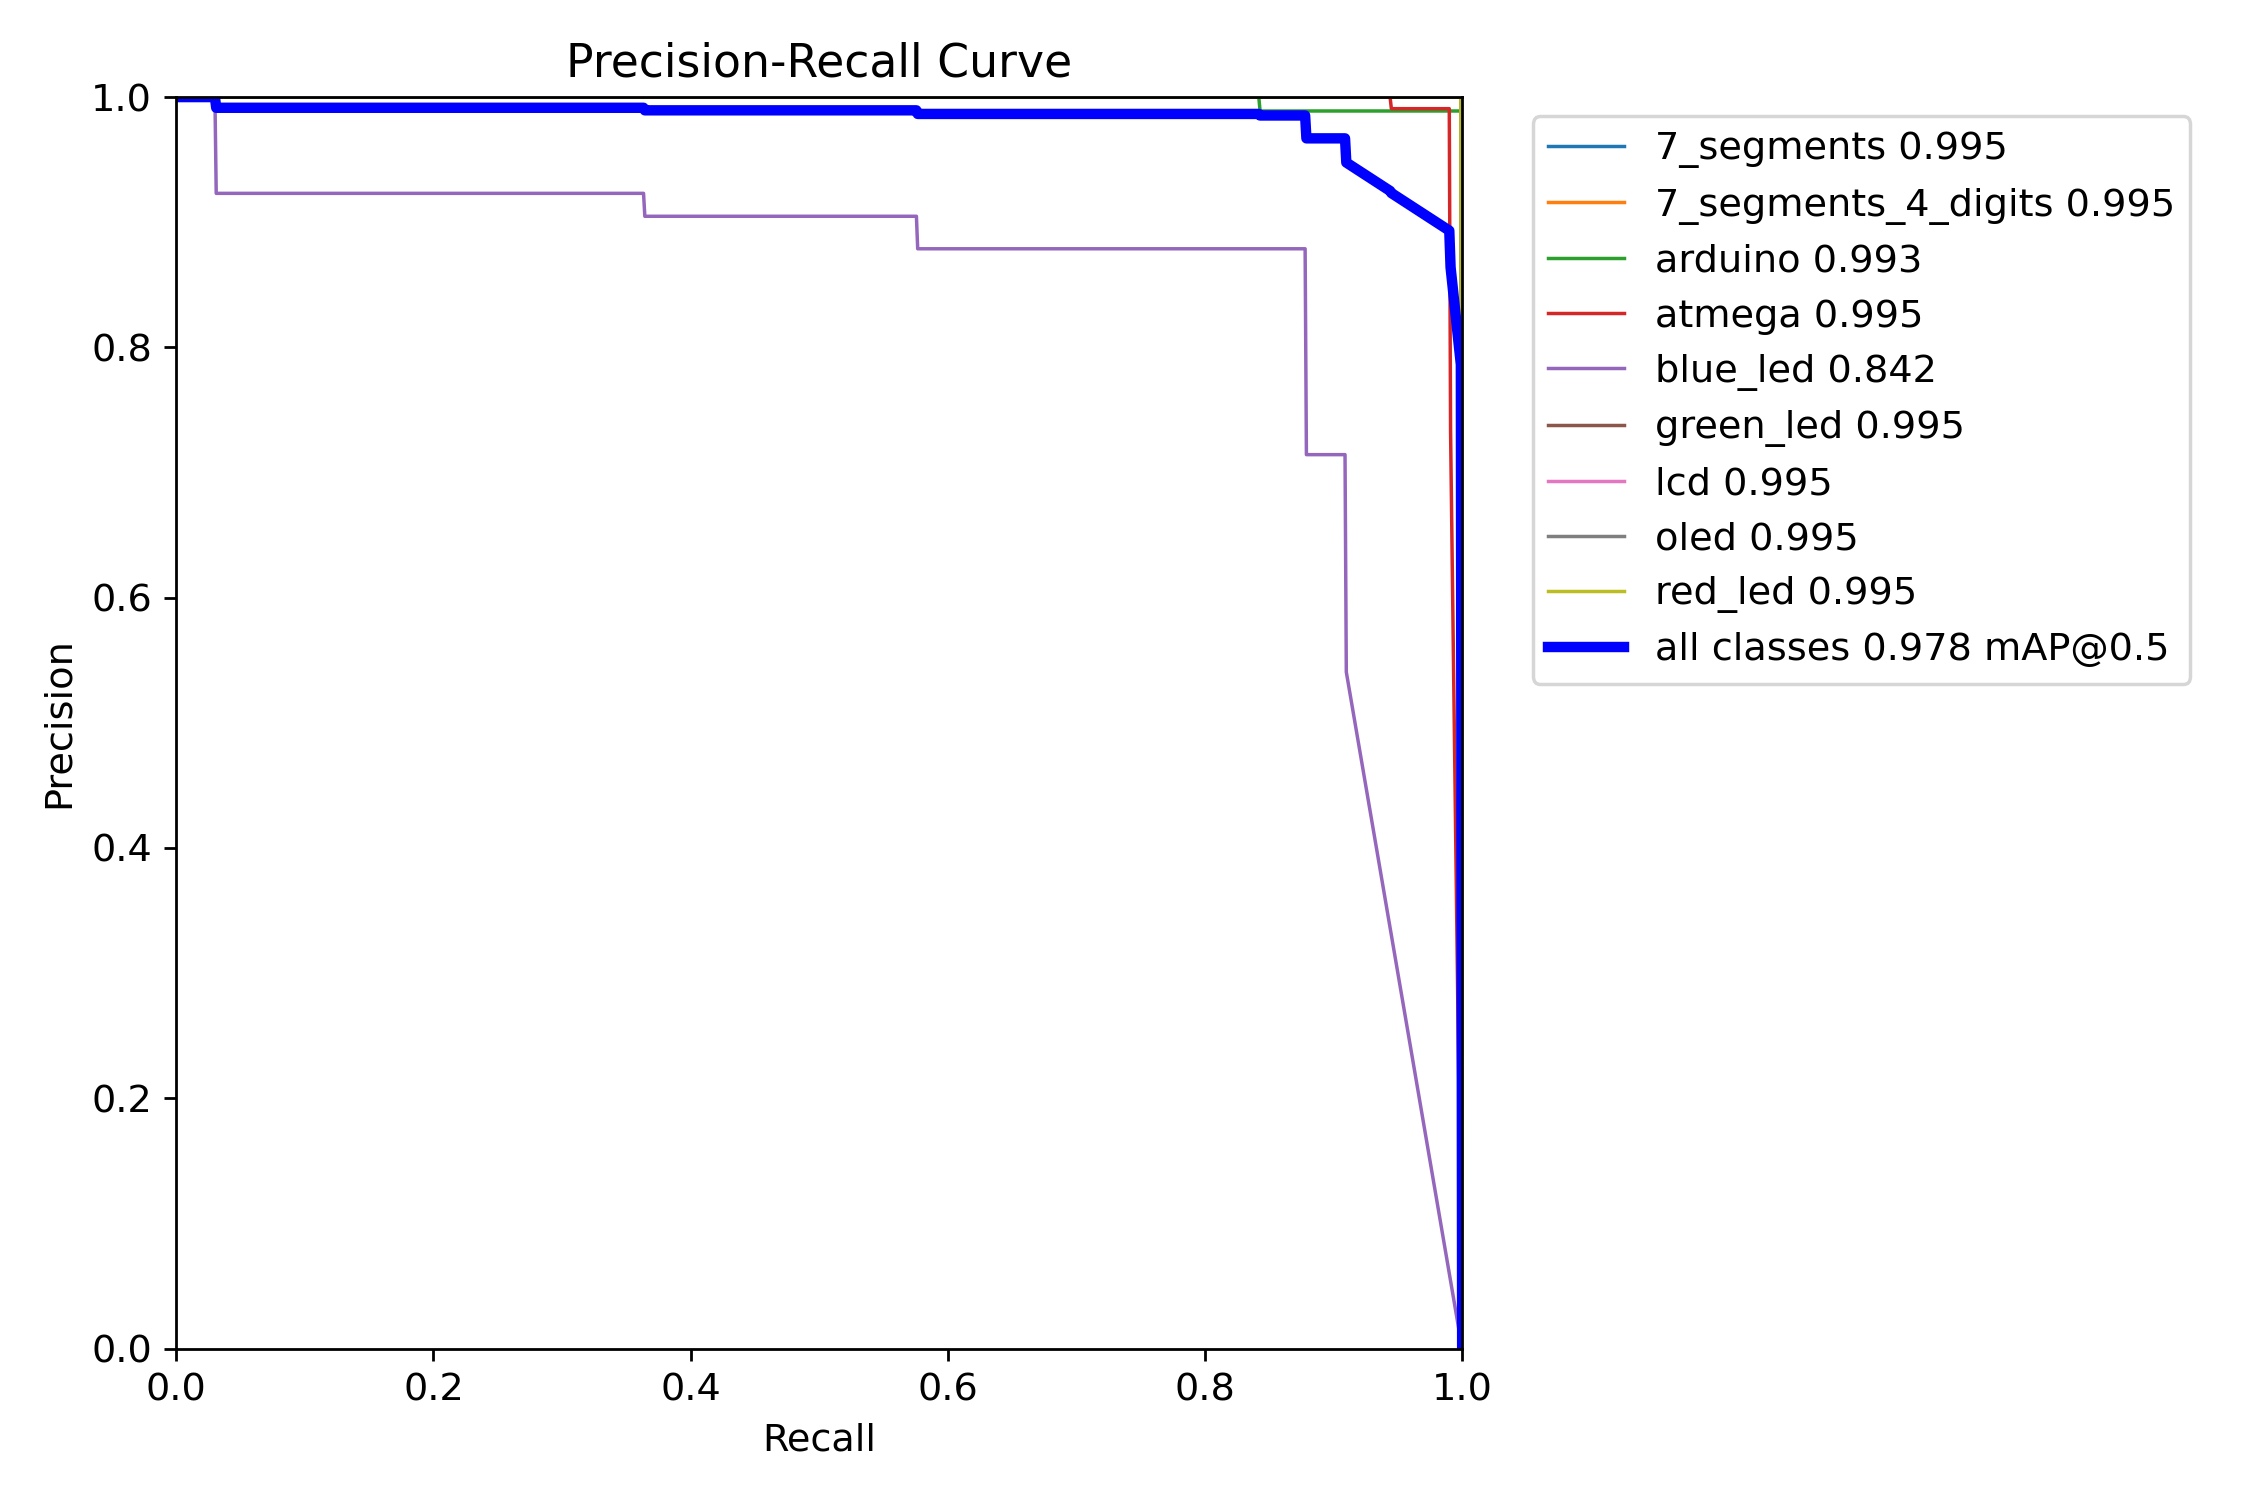 Precision-Recall Curve
1.0
0.8
0.6
0.4
0.2
0.0
Precision
0.0 0.2 0.4 0.6 0.8 1.0
Recall
7_segments 0.995
7_segments_4_digits 0.995
arduino 0.993
atmega 0.995
blue_led 0.842
green_led 0.995
lcd 0.995
oled 0.995
red_led 0.995
all classes 0.978 mAP@0.5